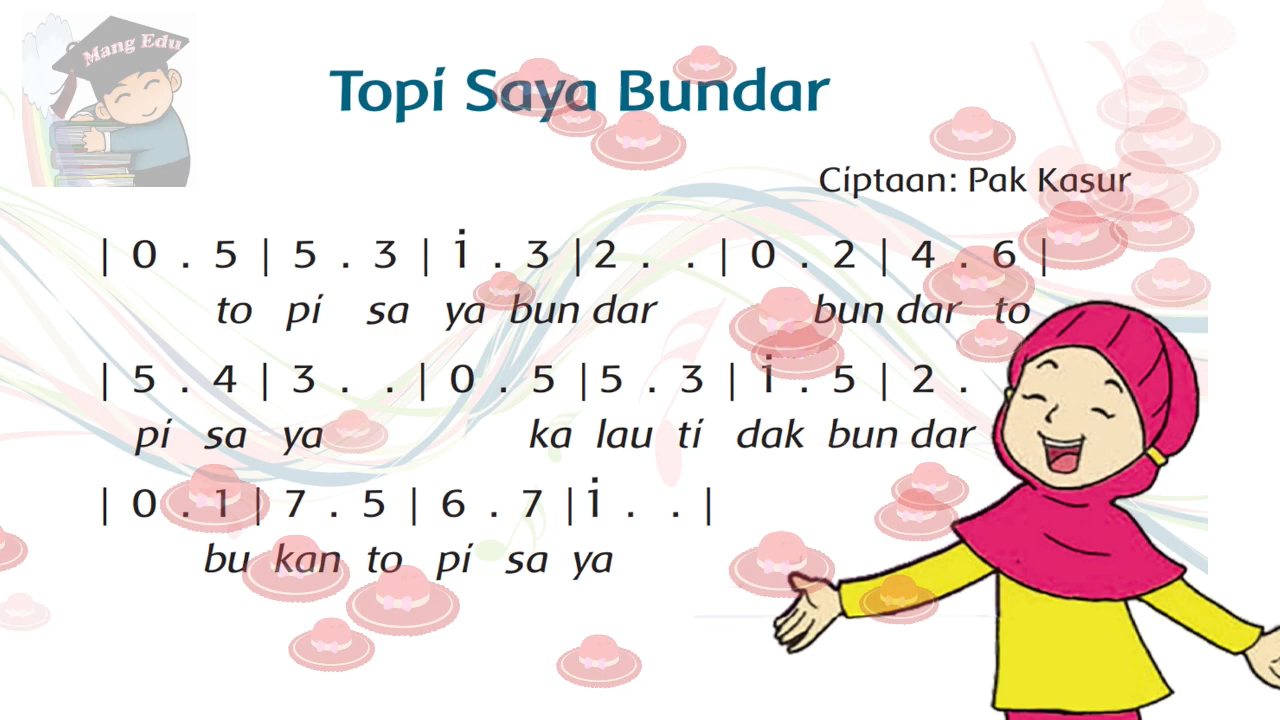 Mang Edu
Topi Saya Bundar
Ciptaan: Pak Kasur
| 0 . 5 | 5 . 3 | i . 3 | 2 . . | 0 . 2 | 4 . 6 |
to pi sa ya bun dar bun dar to
| 5 . 4 | 3 . . | 0 . 5 | 5 . 3 | i . 5 | 2 .
pi sa ya ka lau ti dak bun dar
| 0 . 1 | 7 . 5 | 6 . 7 | i . . |
bu kan to pi sa ya